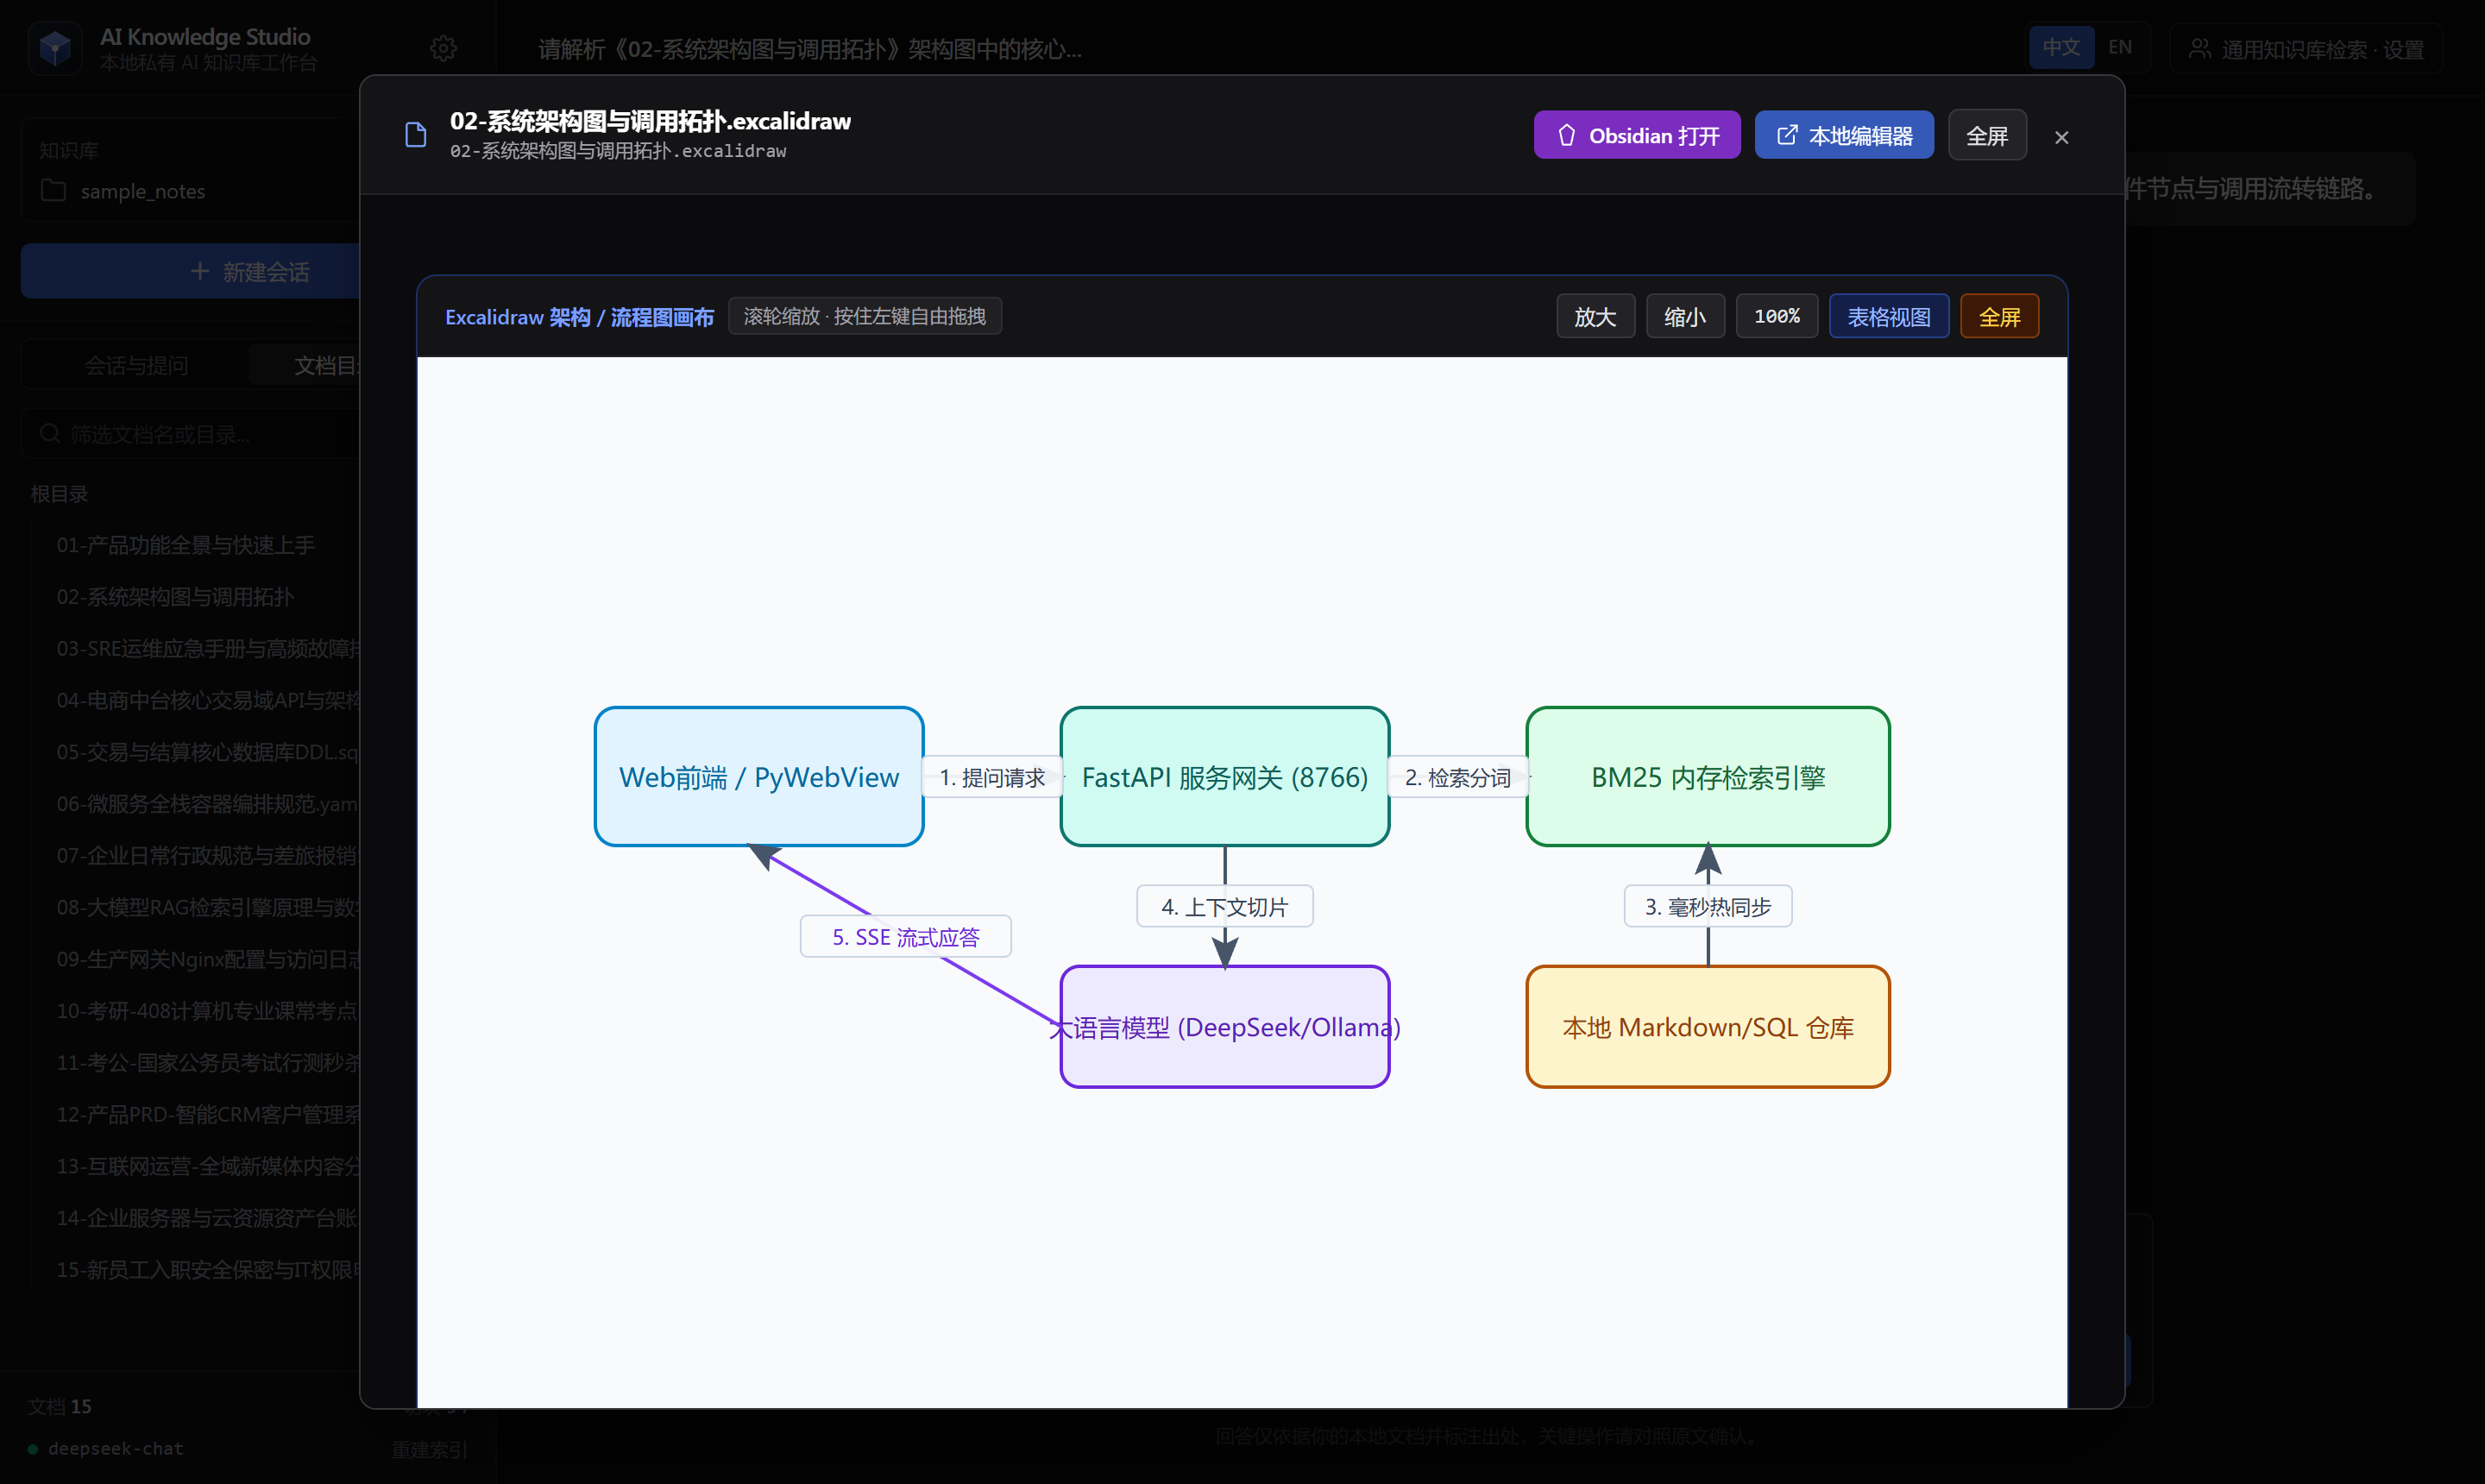 AI Knowledge Studio
本地私有 AI 知识库工作台
请解析《02-系统架构图与调用拓扑》架构图中的核心...
中文
EN
通用知识库检索 · 设置
知识库
sample_notes
新建会话
会话与提问
文档目
筛选文档名或目录...
根目录
01-产品功能全景与快速上手
02-系统架构图与调用拓扑
03-SRE运维应急手册与高频故障
04-电商中台核心交易域API与架构
05-交易与结算核心数据库DDL.sq
06-微服务全栈容器编排规范.yam
07-企业日常行政规范与差旅报销
08-大模型RAG检索引擎原理与数
09-生产网关Nginx配置与访问日志
10-考研-408计算机专业课常考点
11-考公-国家公务员考试行测秒杀
12-产品PRD-智能CRM客户管理系
13-互联网运营-全域新媒体内容分
14-企业服务器与云资源资产台账
15-新员工入职安全保密与IT权限
文档 15
deepseek-chat
重建索引
件节点与调用流转链路。
02-系统架构图与调用拓扑.excalidraw
02-系统架构图与调用拓扑.excalidraw
Obsidian 打开
本地编辑器
全屏
×
Excalidraw 架构 / 流程图画布
滚轮缩放 · 按住左键自由拖拽
放大
缩小
100%
表格视图
全屏
Web前端 / PyWebView
1. 提问请求
FastAPI 服务网关 (8766)
2. 检索分词
BM25 内存检索引擎
5. SSE 流式应答
4. 上下文切片
3. 毫秒热同步
大语言模型 (DeepSeek/Ollama)
本地 Markdown/SQL 仓库
回答仅依据你的本地文档并标注出处，关键操作请对照原文确认。